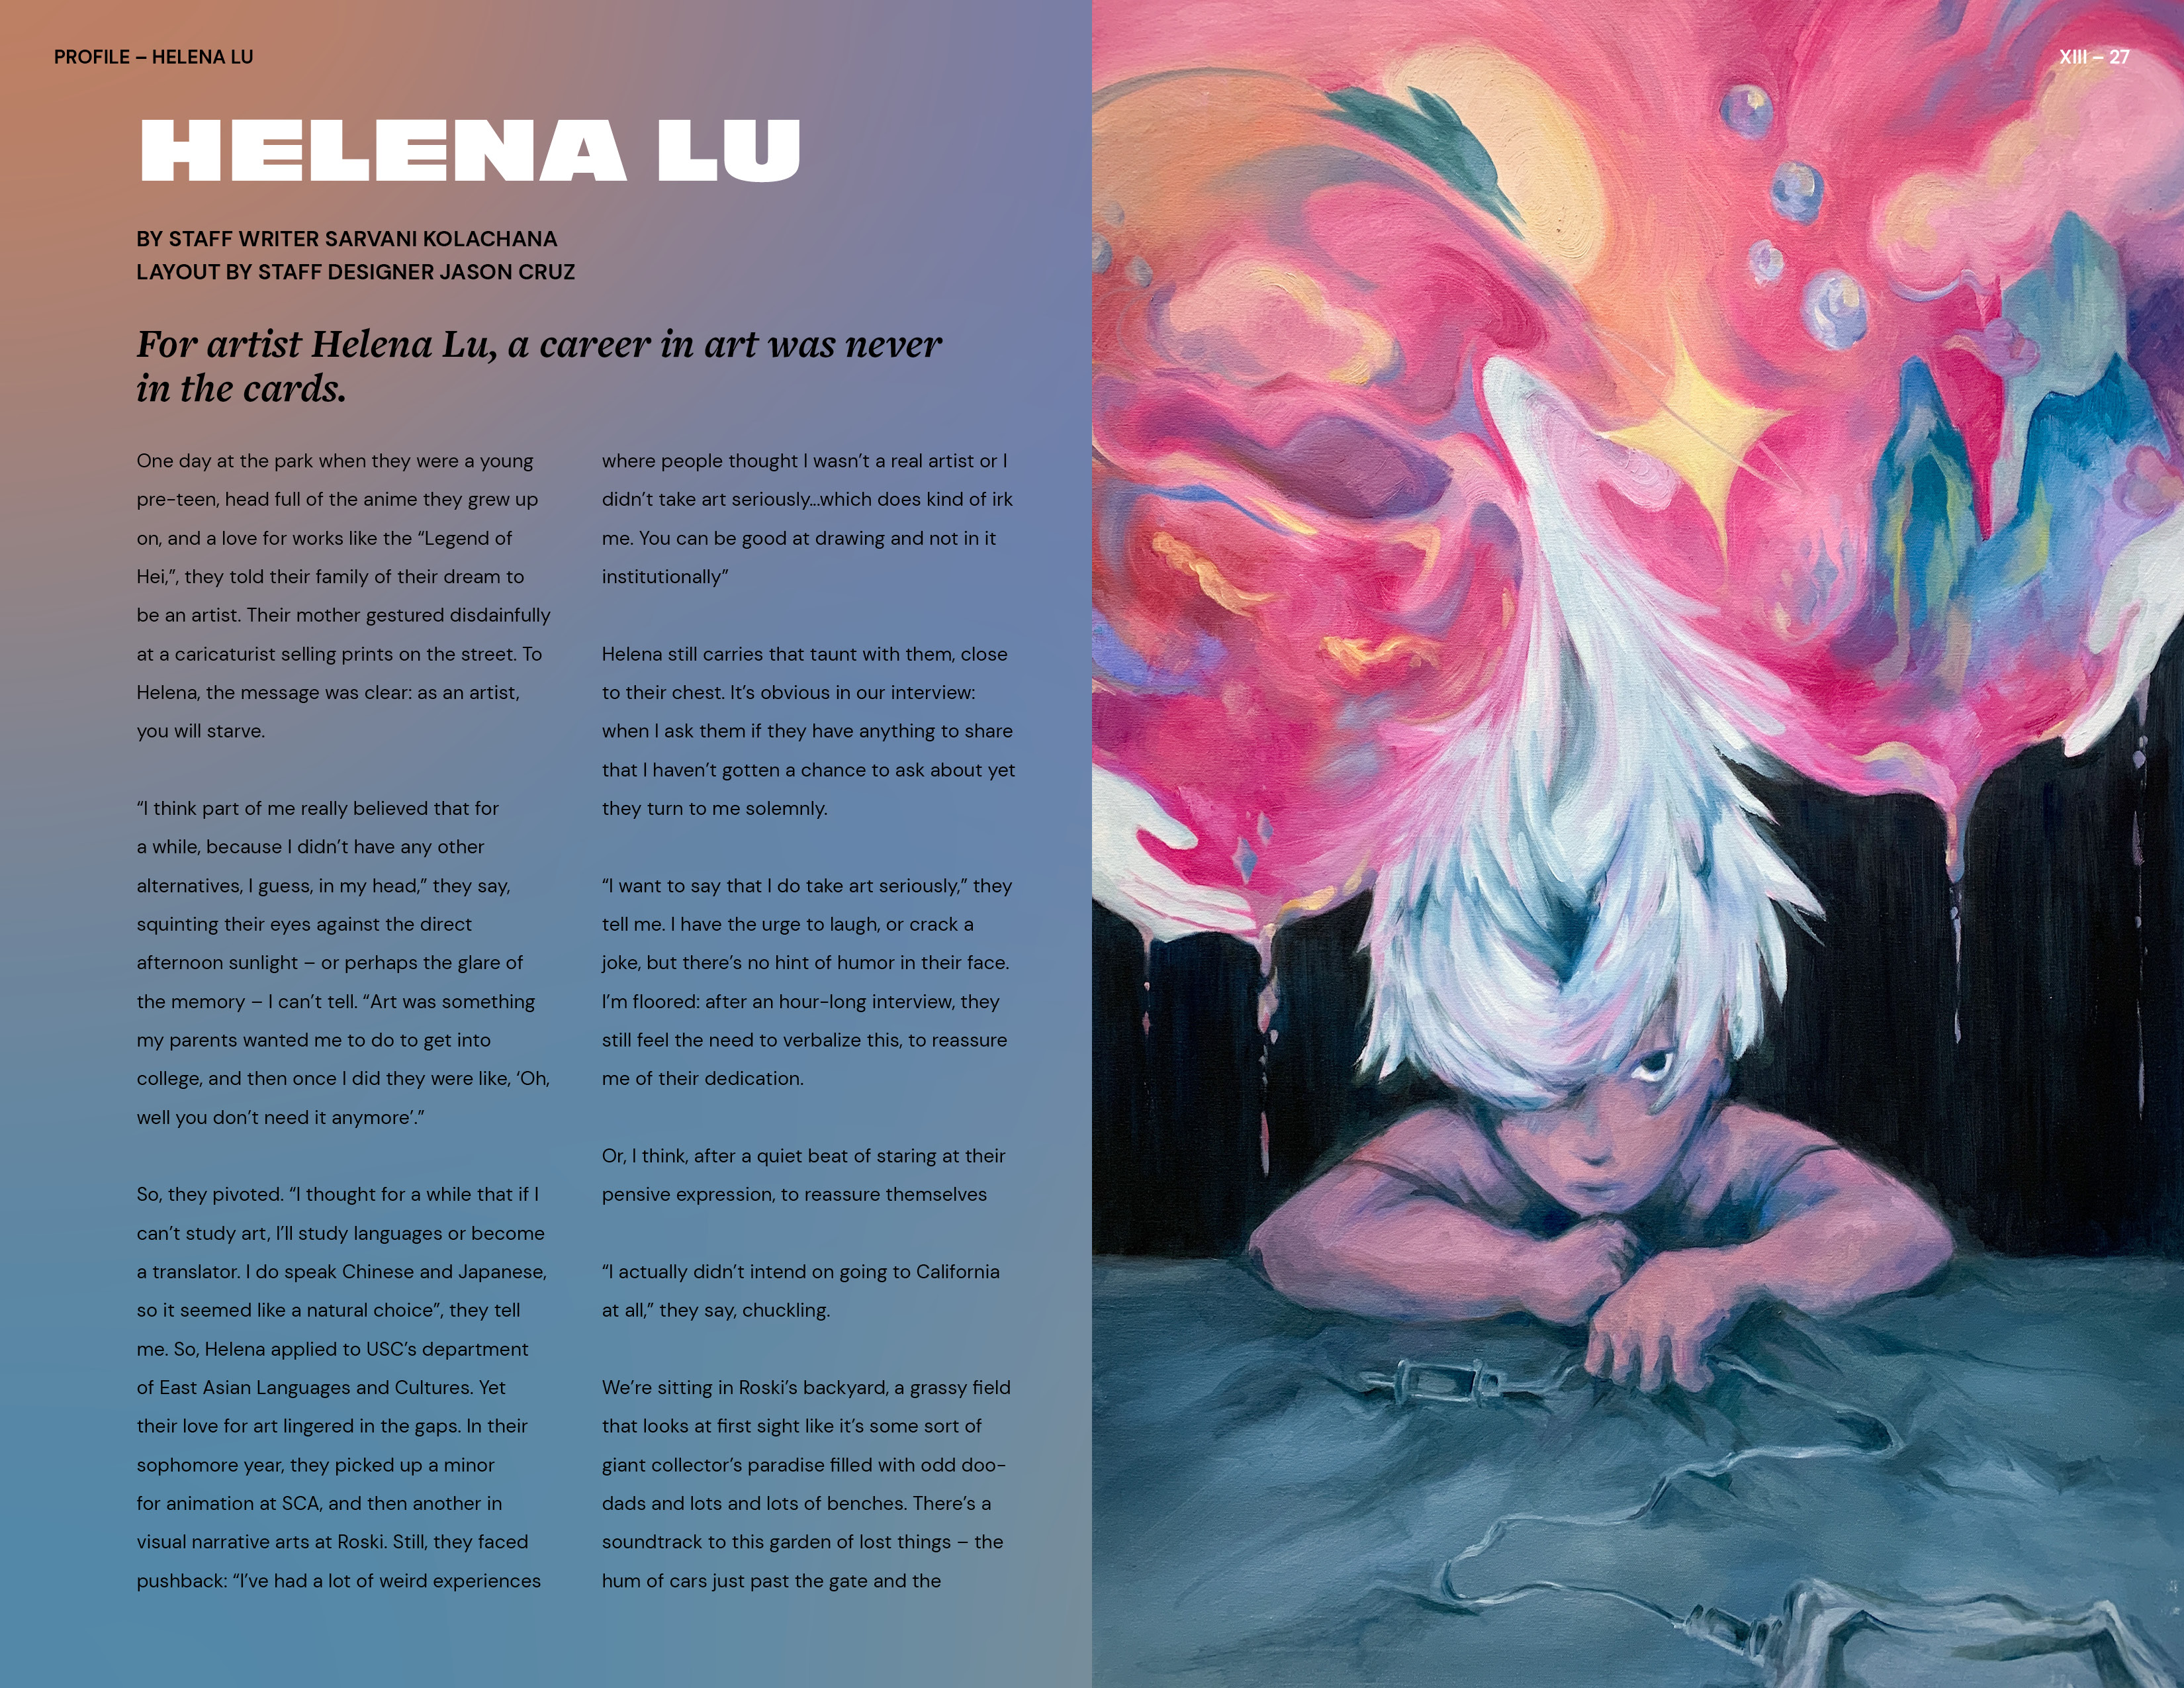 PROFILE – HELENA LU
XIII – 27
HELENA LU
BY STAFF WRITER SARVANI KOLACHANA
LAYOUT BY STAFF DESIGNER JASON CRUZ
For artist Helena Lu, a career in art was never
in the cards.
One day at the park when they were a young
pre-teen, head full of the anime they grew up
on, and a love for works like the “Legend of
Hei,”, they told their family of their dream to
be an artist. Their mother gestured disdainfully
at a caricaturist selling prints on the street. To
Helena, the message was clear: as an artist,
you will starve.
“I think part of me really believed that for
a while, because I didn’t have any other
alternatives, I guess, in my head,” they say,
squinting their eyes against the direct
afternoon sunlight – or perhaps the glare of
the memory – I can’t tell. “Art was something
my parents wanted me to do to get into
college, and then once I did they were like, ‘Oh,
well you don’t need it anymore’.”
So, they pivoted. “I thought for a while that if I
can’t study art, I’ll study languages or become
a translator. I do speak Chinese and Japanese,
so it seemed like a natural choice”, they tell
me. So, Helena applied to USC’s department
of East Asian Languages and Cultures. Yet
their love for art lingered in the gaps. In their
sophomore year, they picked up a minor
for animation at SCA, and then another in
visual narrative arts at Roski. Still, they faced
pushback: “I’ve had a lot of weird experiences
where people thought I wasn’t a real artist or I
didn’t take art seriously...which does kind of irk
me. You can be good at drawing and not in it
institutionally”
Helena still carries that taunt with them, close
to their chest. It’s obvious in our interview:
when I ask them if they have anything to share
that I haven’t gotten a chance to ask about yet
they turn to me solemnly.
“I want to say that I do take art seriously,” they
tell me. I have the urge to laugh, or crack a
joke, but there’s no hint of humor in their face.
I’m floored: after an hour-long interview, they
still feel the need to verbalize this, to reassure
me of their dedication.
Or, I think, after a quiet beat of staring at their
pensive expression, to reassure themselves
“I actually didn’t intend on going to California
at all,” they say, chuckling.
We’re sitting in Roski’s backyard, a grassy field
that looks at first sight like it’s some sort of
giant collector’s paradise filled with odd doo-
dads and lots and lots of benches. There’s a
soundtrack to this garden of lost things – the
hum of cars just past the gate and the